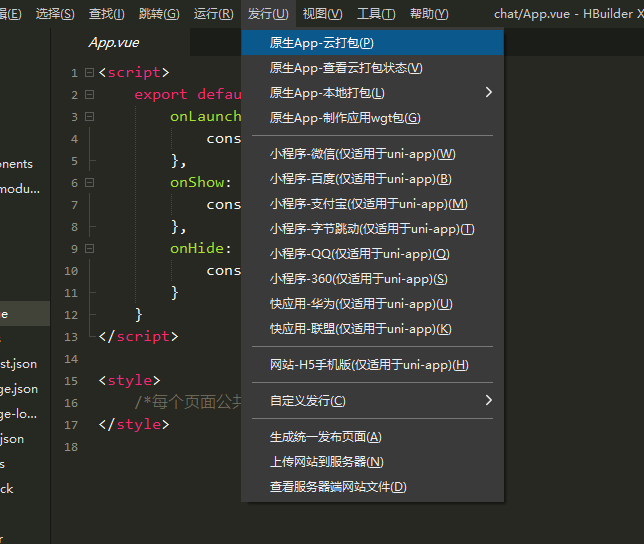 辑(E) 选择(S) 查找(I) 跳转(G) 运行(R) 发行(U) 视图(V) 工具(T) 帮助(Y) chat/App.vue - HBuilder X
App.vue
1 <script>
2 export defau
3 onLaunch
4 cons
5 },
6 onShow:
7 cons
8 },
9 onHide:
10 cons
11 }
12 }
13 </script>
14
15 <style>
16 /*每个页面公共
17 </style>
18
onents
modu...
e
st.json
ge.json
ge-lo...
json
s
ck
原生App-云打包(P)
原生App-查看云打包状态(V)
原生App-本地打包(L)
原生App-制作应用wgt包(G)
小程序-微信(仅适用于uni-app)(W)
小程序-百度(仅适用于uni-app)(B)
小程序-支付宝(仅适用于uni-app)(M)
小程序-字节跳动(仅适用于uni-app)(T)
小程序-QQ(仅适用于uni-app)(Q)
小程序-360(仅适用于uni-app)(S)
快应用-华为(仅适用于uni-app)(U)
快应用-联盟(仅适用于uni-app)(K)
网站-H5手机版(仅适用于uni-app)(H)
自定义发行(C)
生成统一发布页面(A)
上传网站到服务器(N)
查看服务器端网站文件(D)